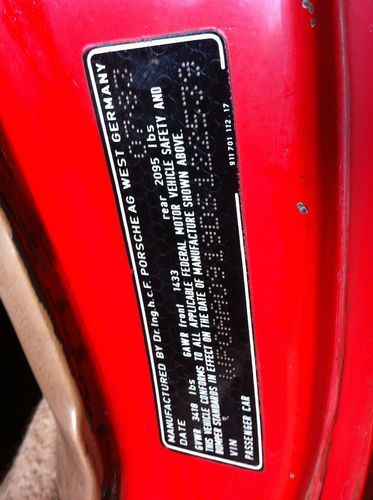 MANUFACTURED BY Dr. Ing. h.c. F. PORSCHE AG WEST GERMANY
DATE
GVWR 3418 lbs GAWR front 1433 rear 2095 lbs
THIS VEHICLE CONFORMS TO ALL APPLICABLE FEDERAL MOTOR VEHICLE SAFETY AND
BUMPER STANDARDS IN EFFECT ON THE DATE OF MANUFACTURE SHOWN ABOVE.
VIN
PASSENGER CAR
911 701 112 17